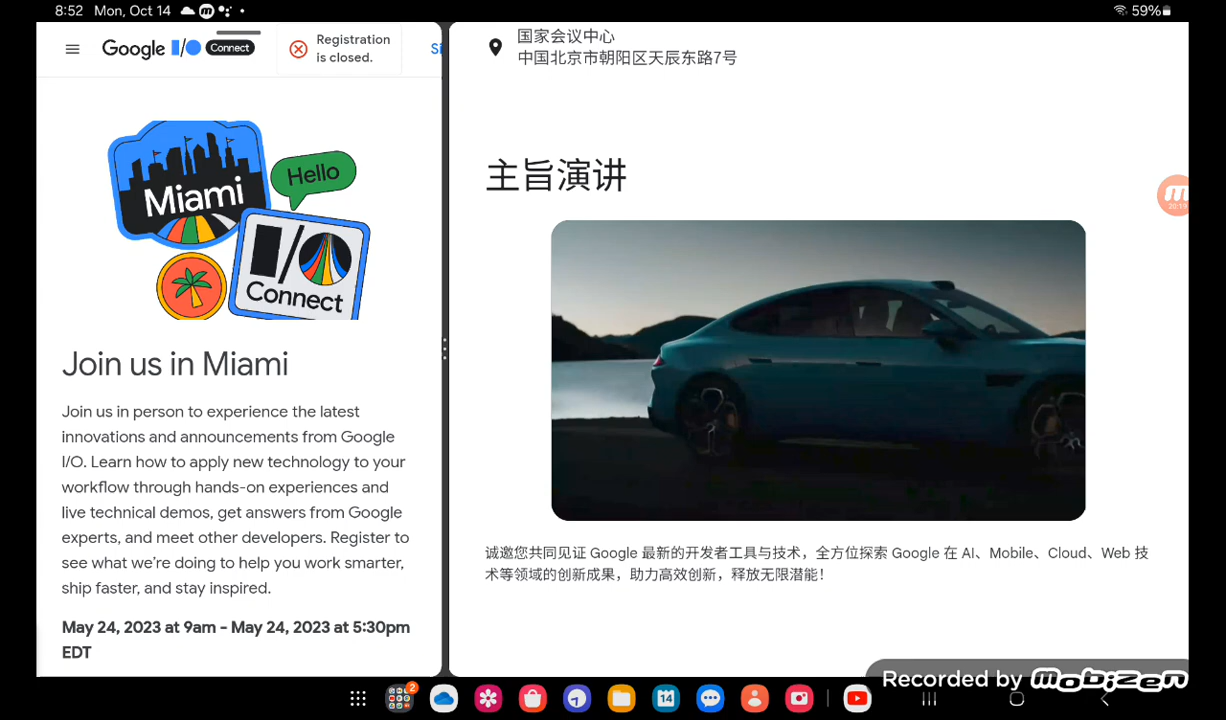 8:52 Mon, Oct 14
59%
Google I/O Connect
Registration
is closed.
Si
Miami
Hello
I/O
Connect
Join us in Miami
Join us in person to experience the latest
innovations and announcements from Google
I/O. Learn how to apply new technology to your
workflow through hands-on experiences and
live technical demos, get answers from Google
experts, and meet other developers. Register to
see what we're doing to help you work smarter,
ship faster, and stay inspired.
May 24, 2023 at 9am - May 24, 2023 at 5:30pm
EDT
国家会议中心
中国北京市朝阳区天辰东路7号
主旨演讲
诚邀您共同见证 Google 最新的开发者工具与技术，全方位探索 Google 在 AI、Mobile、Cloud、Web 技
术等领域的创新成果，助力高效创新，释放无限潜能！
20:19
Recorded by mobizen
2
14